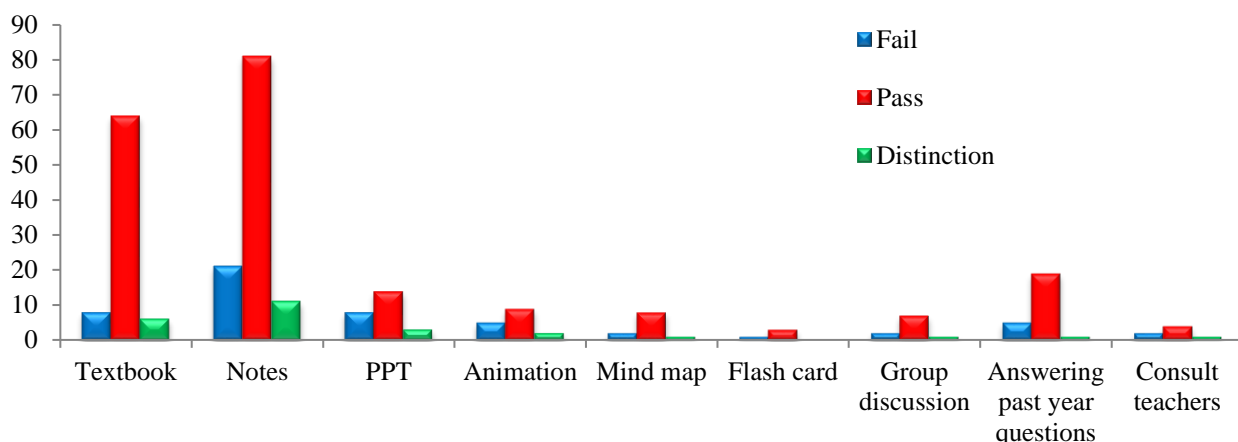 90
80
70
60
50
40
30
20
10
0
Fail
Pass
Distinction
Textbook
Notes
PPT
Animation
Mind map
Flash card
Group
discussion
Answering
past year
questions
Consult
teachers